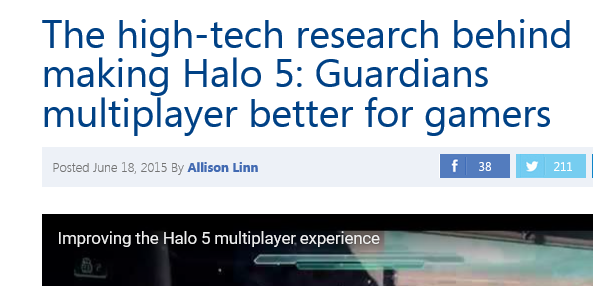 The high-tech research behind
making Halo 5: Guardians
multiplayer better for gamers
Posted June 18, 2015 By Allison Linn
f 38
211
Improving the Halo 5 multiplayer experience